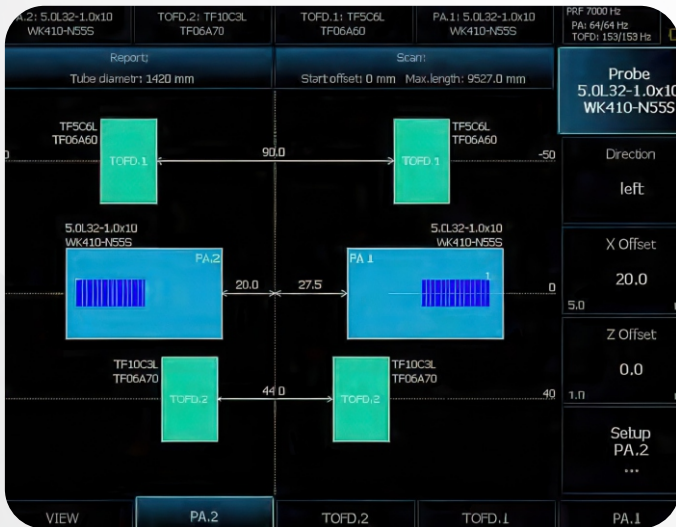 A.2: 5.0L32-1.0x10
WK410-N55S
TOFD.2: TF10C3L
TF06A70
TOFD.1: TF5C6L
TF06A60
PA.1: 5.0L32-1.0x10
WK410-N55S
PRF 7000 Hz
PA: 64/64 Hz
TOFD: 153/153 Hz
Report:
Tube diametr: 1420 mm
Scan:
Start offset: 0 mm Max.length: 9527.0 mm
Probe
5.0L32-1.0x10
WK410-N55S
TF5C6L
TF06A60
TOFD.1
90.0
TF5C6L
TF06A60
TOFD.1
-50
Direction
left
5.0L32-1.0x10
WK410-N55S
PA.2
20.0
27.5
5.0L32-1.0x10
WK410-N55S
PA.1
1
0
X Offset
20.0
5.0
Z Offset
0.0
1.0
TF10C3L
TF06A70
TOFD.2
44.0
TF10C3L
TF06A70
TOFD.2
40
Setup
PA.2
...
VIEW
PA.2
TOFD.2
TOFD.1
PA.1